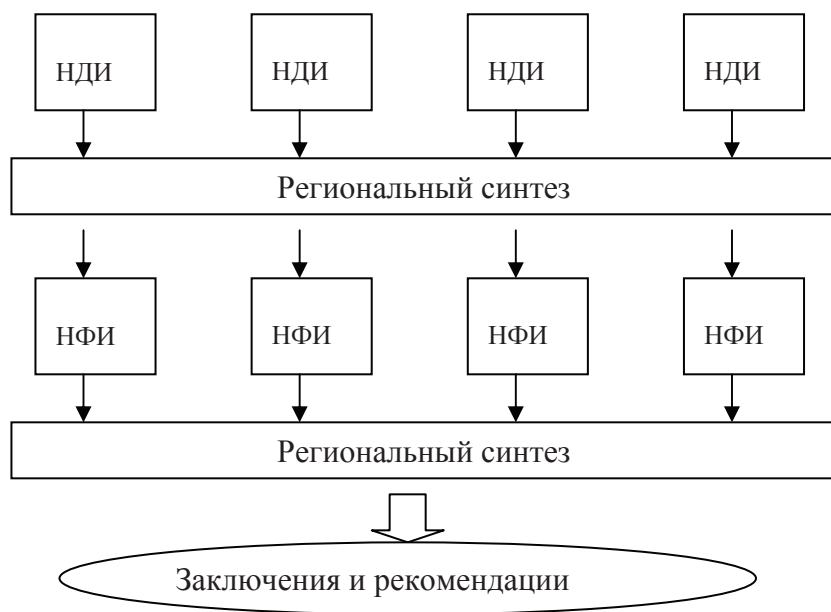 НДИ НДИ НДИ НДИ
Региональный синтез
НФИ НФИ НФИ НФИ
Региональный синтез
Заключения и рекомендации